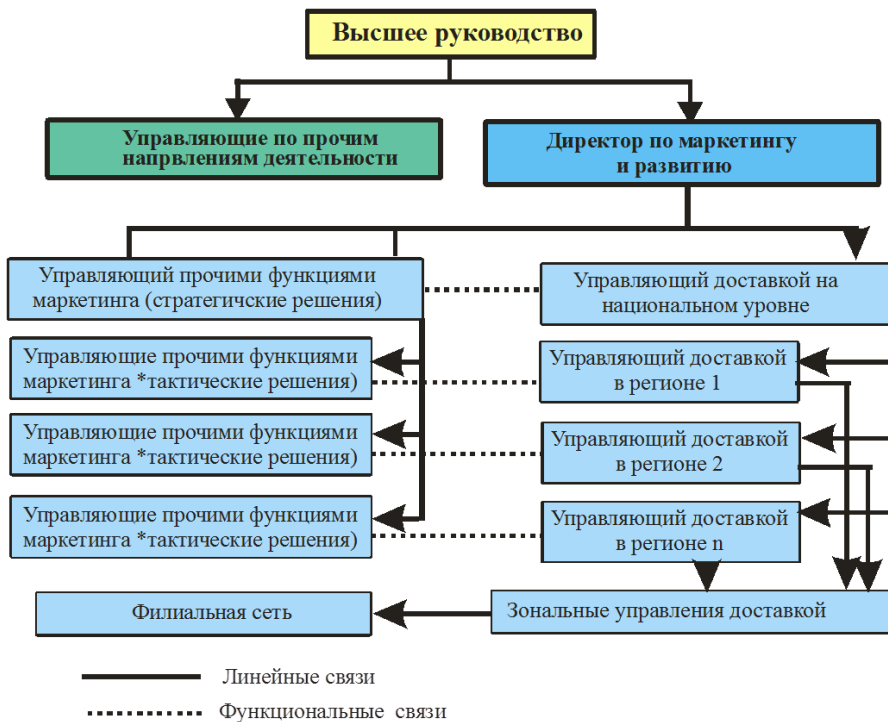 Высшее руководство
Управляющие по прочим
напрвлениям деятельности
Директор по маркетингу
и развитию
Управляющий прочими функциями
маркетинга (стратегичские решения)
Управляющий доставкой на
национальном уровне
Управляющие прочими функциями
маркетинга *тактические решения)
Управляющий доставкой
в регионе 1
Управляющие прочими функциями
маркетинга *тактические решения)
Управляющий доставкой
в регионе 2
Управляющие прочими функциями
маркетинга *тактические решения)
Управляющий доставкой
в регионе n
Филиальная сеть
Зональные управления доставкой
Линейные связи
Функциональные связи